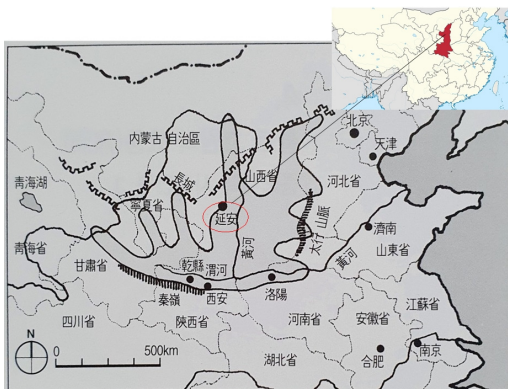 北京
天津
內蒙古 自治區
山西省
河北省
長城
青海湖
寧夏省
延安
太行 山脈
濟南
黃河
黃河
山東省
青海省
甘肅省
乾縣
渭河
洛陽
秦嶺
西安
江蘇省
四川省
陝西省
河南省
安徽省
湖北省
合肥
南京
N
0
500km